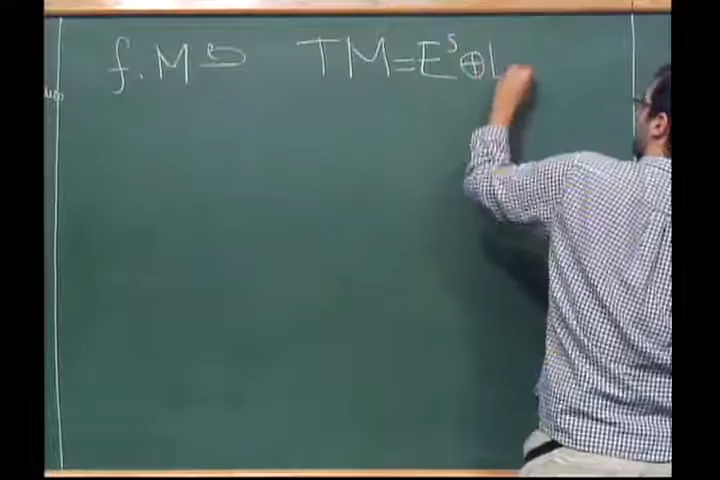 f. M ↩ TM = E^s ⊕